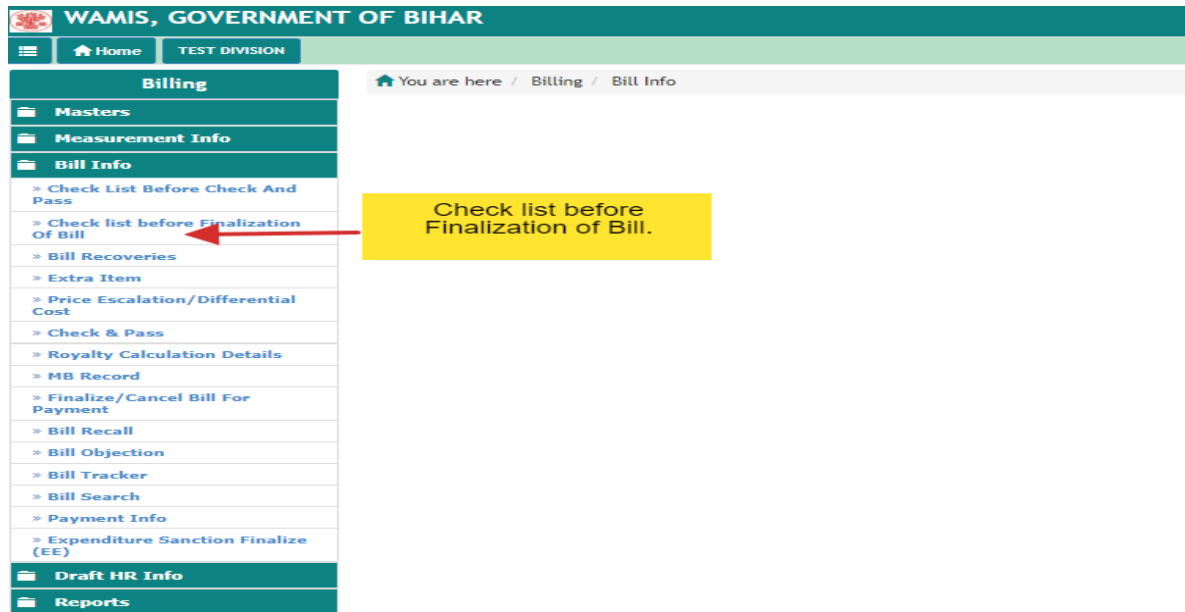 WAMIS, GOVERNMENT OF BIHAR
Home
TEST DIVISION
Billing
You are here / Billing / Bill Info
Masters
Measurement Info
Bill Info
» Check List Before Check And
Pass
» Check list before Finalization
Of Bill
Check list before
Finalization of Bill.
» Bill Recoveries
» Extra Item
» Price Escalation/Differential
Cost
» Check & Pass
» Royalty Calculation Details
» MB Record
» Finalize/Cancel Bill For
Payment
» Bill Recall
» Bill Objection
» Bill Tracker
» Bill Search
» Payment Info
» Expenditure Sanction Finalize
(EE)
Draft HR Info
Reports